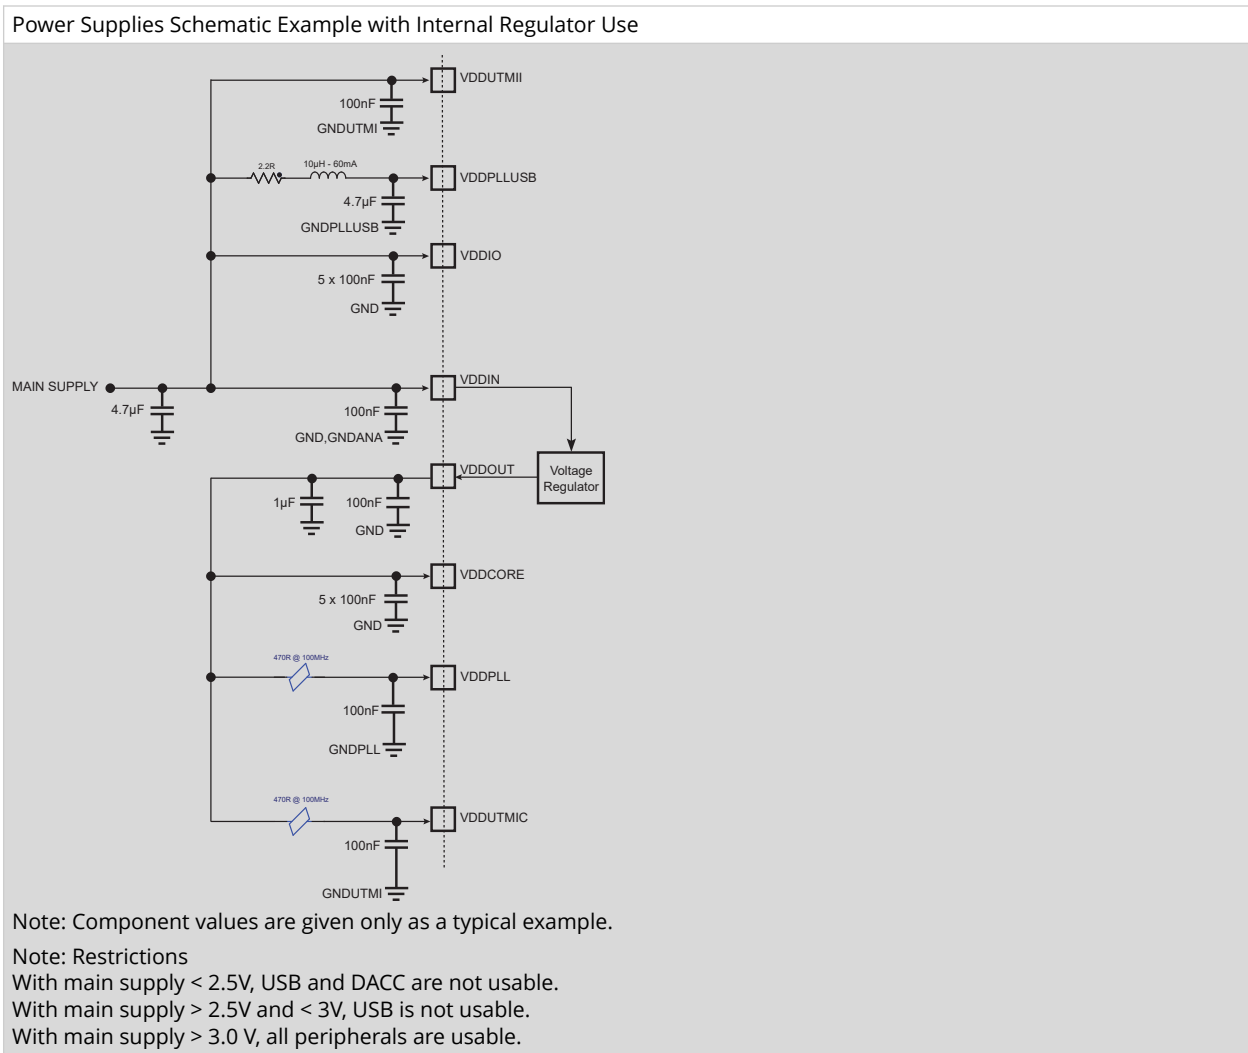 Power Supplies Schematic Example with Internal Regulator Use
VDDUTMII
100nF
GNDUTMI
2.2R
10µH - 60mA
VDDPLLUSB
4.7µF
GNDPLLUSB
VDDIO
5 x 100nF
GND
MAIN SUPPLY
4.7µF
VDDIN
100nF
GND,GNDANA
VDDOUT
Voltage
Regulator
1µF
100nF
GND
VDDCORE
5 x 100nF
GND
470R @ 100MHz
VDDPLL
100nF
GNDPLL
470R @ 100MHz
VDDUTMIC
100nF
GNDUTMI
Note: Component values are given only as a typical example.
Note: Restrictions
With main supply < 2.5V, USB and DACC are not usable.
With main supply > 2.5V and < 3V, USB is not usable.
With main supply > 3.0 V, all peripherals are usable.